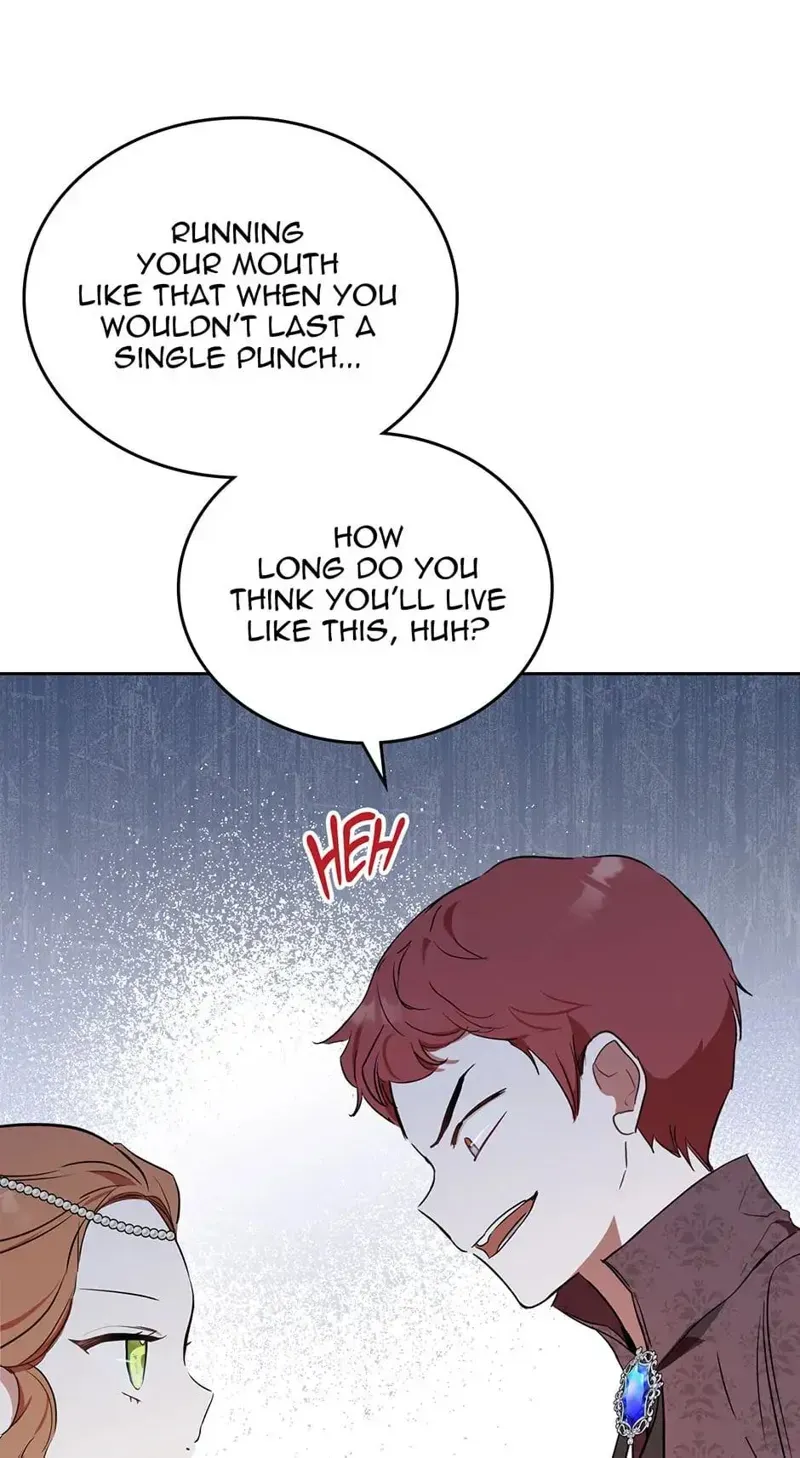 RUNNING
YOUR MOUTH
LIKE THAT WHEN YOU
WOULDN'T LAST A
SINGLE PUNCH...
HOW
LONG DO YOU
THINK YOU'LL LIVE
LIKE THIS, HUH?
HEH